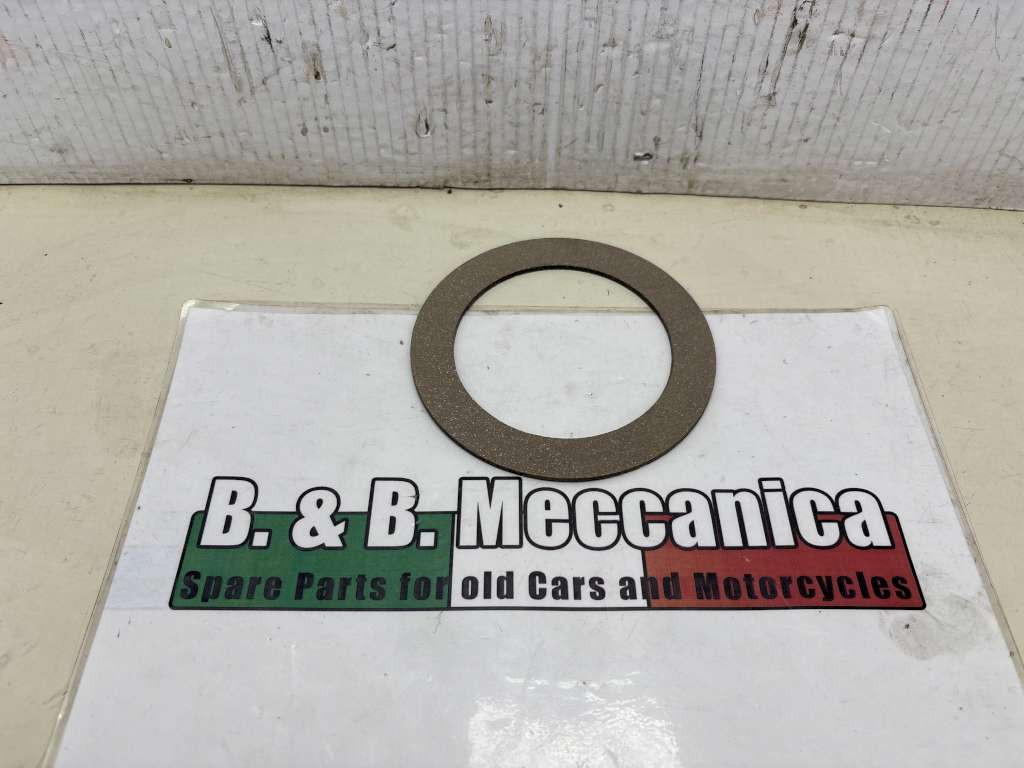 B. & B. Meccanica
Spare Parts for old Cars and Motorcycles